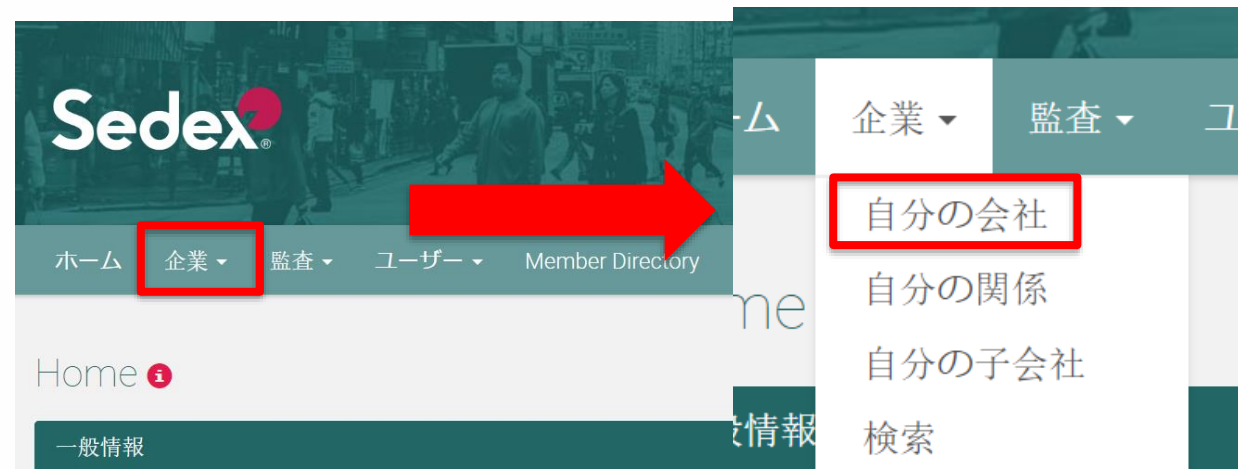 Sedex®
ホーム 企業 監査 ユーザー Member Directory
Home
一般情報
ーム 企業 監査 ユ
自分の会社
自分の関係
自分の子会社
検索
me
情報